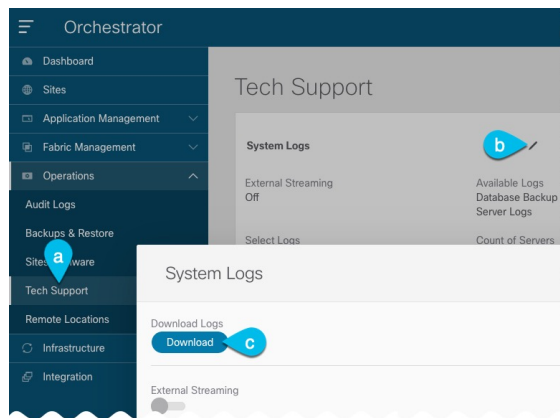 Orchestrator
Dashboard
Sites
Application Management
Fabric Management
Operations
Audit Logs
Backups & Restore
Tech Support
Remote Locations
Infrastructure
Integration
Tech Support
System Logs
b
External Streaming
Off
Available Logs
Database Backup
Server Logs
Select Logs
Count of Servers
a
System Logs
Download Logs
Download
c
External Streaming